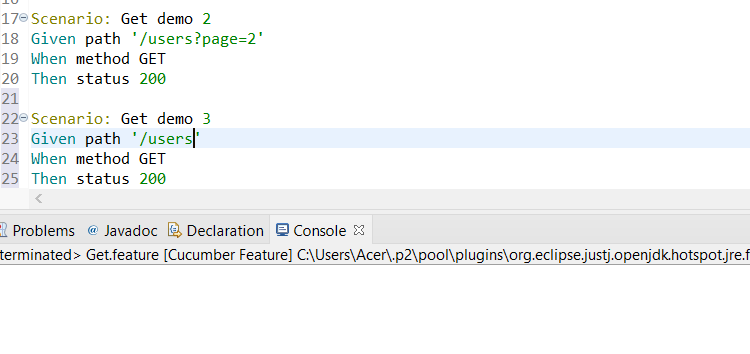 17 Scenario: Get demo 2
18 Given path '/users?page=2'
19 When method GET
20 Then status 200
21
22 Scenario: Get demo 3
23 Given path '/users'
24 When method GET
25 Then status 200
Problems @ Javadoc Declaration Console
terminated> Get.feature [Cucumber Feature] C:\Users\Acer\.p2\pool\plugins\org.eclipse.justj.openjdk.hotspot.jre.f